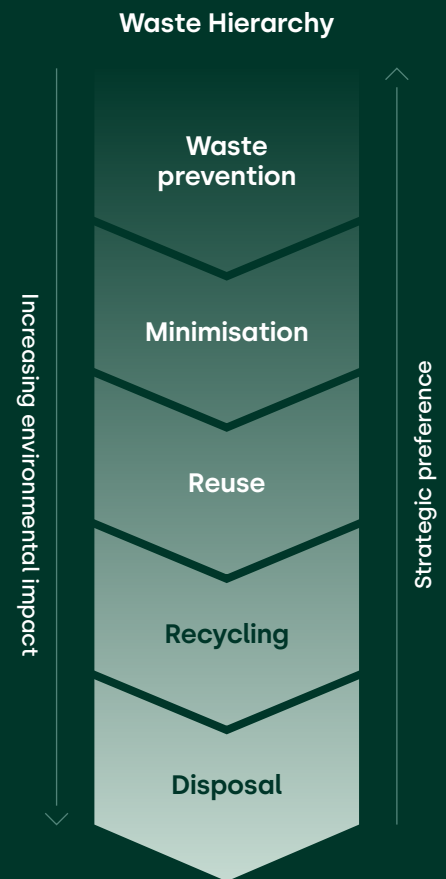 Waste Hierarchy
Waste
prevention
Minimisation
Reuse
Recycling
Disposal
Increasing environmental impact
Strategic preference